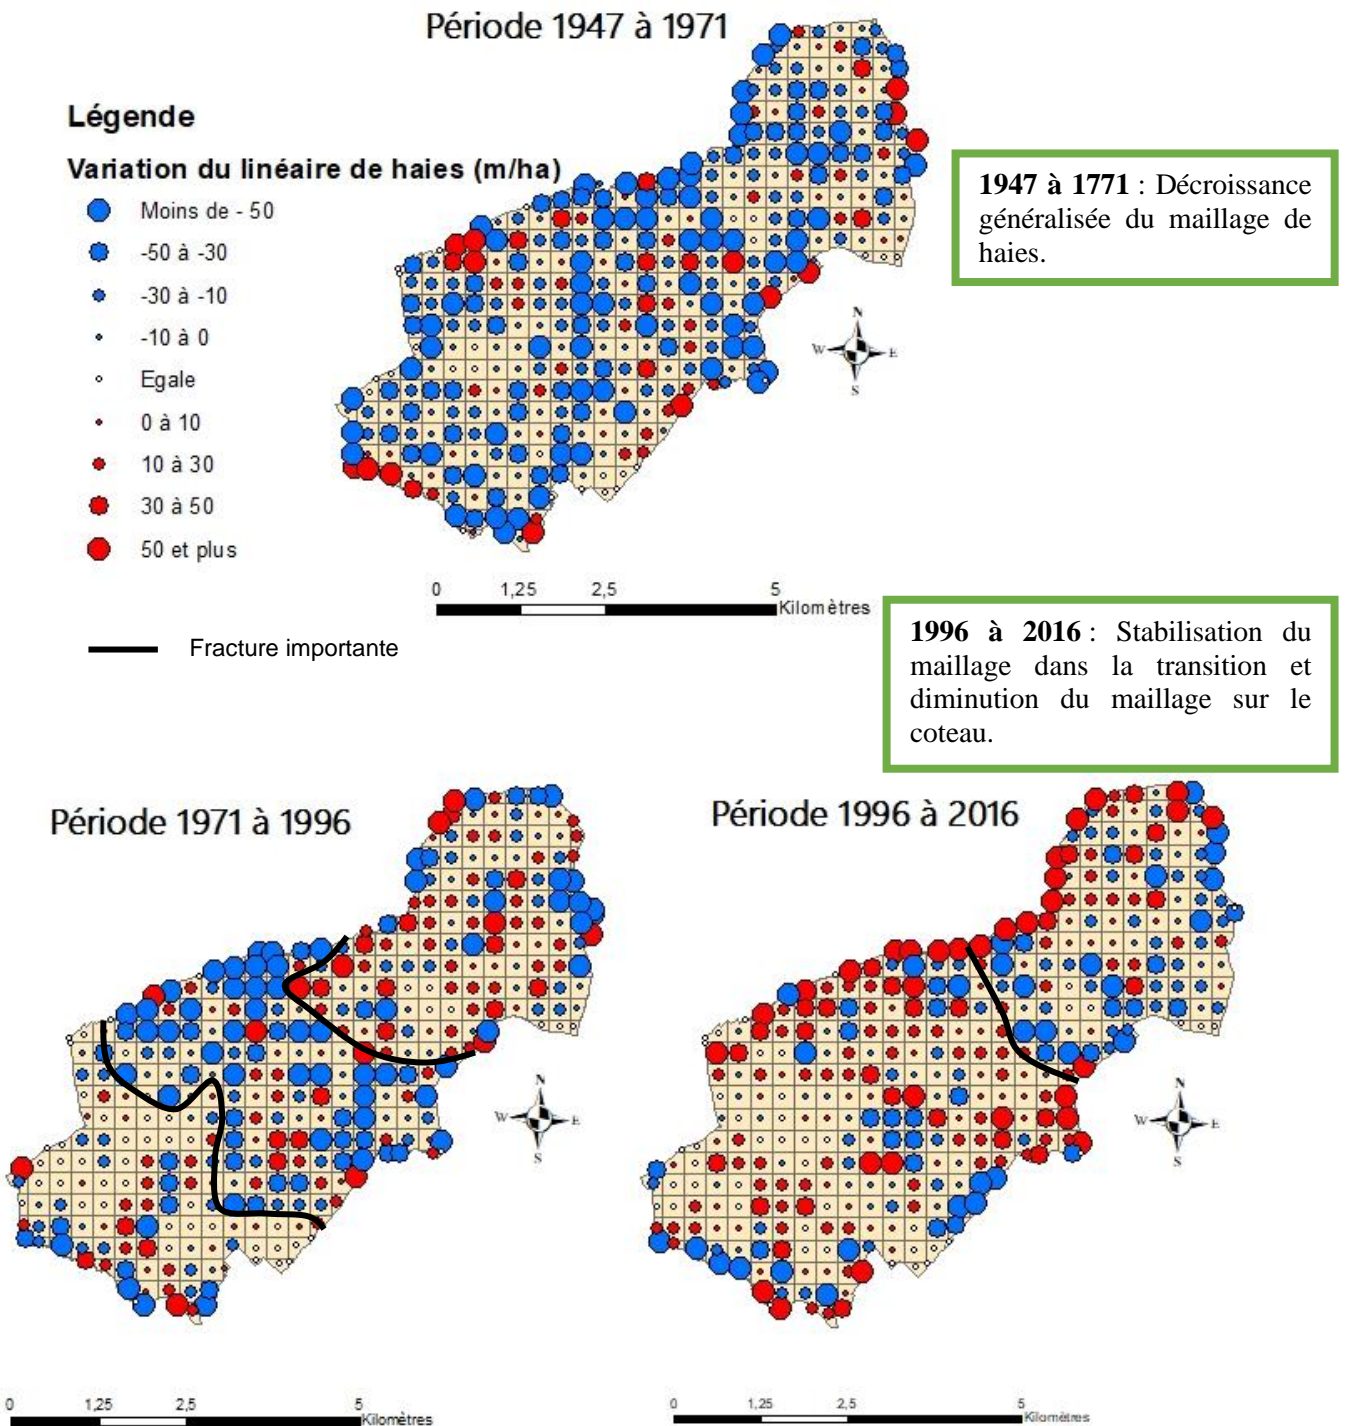 Période 1947 à 1971
Légende
Variation du linéaire de haies (m/ha)
Moins de - 50
-50 à -30
-30 à -10
-10 à 0
Egale
0 à 10
10 à 30
30 à 50
50 et plus
1947 à 1771 : Décroissance
généralisée du maillage de
haies.
N
W E
S
0 1,25 2,5 5
Kilomètres
Fracture importante
1996 à 2016 : Stabilisation du
maillage dans la transition et
diminution du maillage sur le
coteau.
Période 1971 à 1996
N
W E
S
0 1,25 2,5 5
Kilomètres
Période 1996 à 2016
N
W E
S
0 1,25 2,5 5
Kilomètres